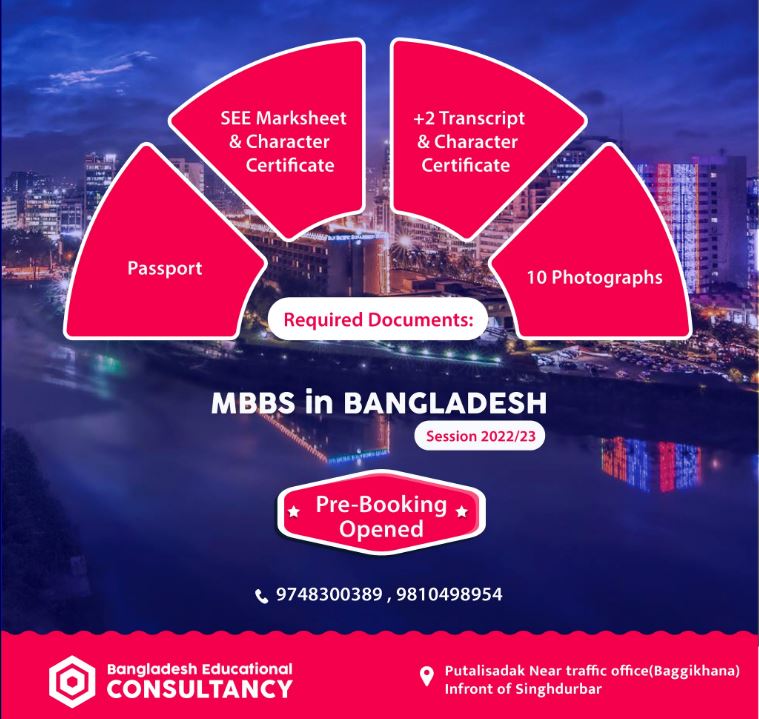 SEE Marksheet
& Character
Certificate
+2 Transcript
& Character
Certificate
Passport
10 Photographs
Required Documents:
MBBS in BANGLADESH
Session 2022/23
Pre-Booking
Opened
9748300389 , 9810498954
Bangladesh Educational
CONSULTANCY
Putalisadak Near traffic office(Baggikhana)
Infront of Singhdurbar